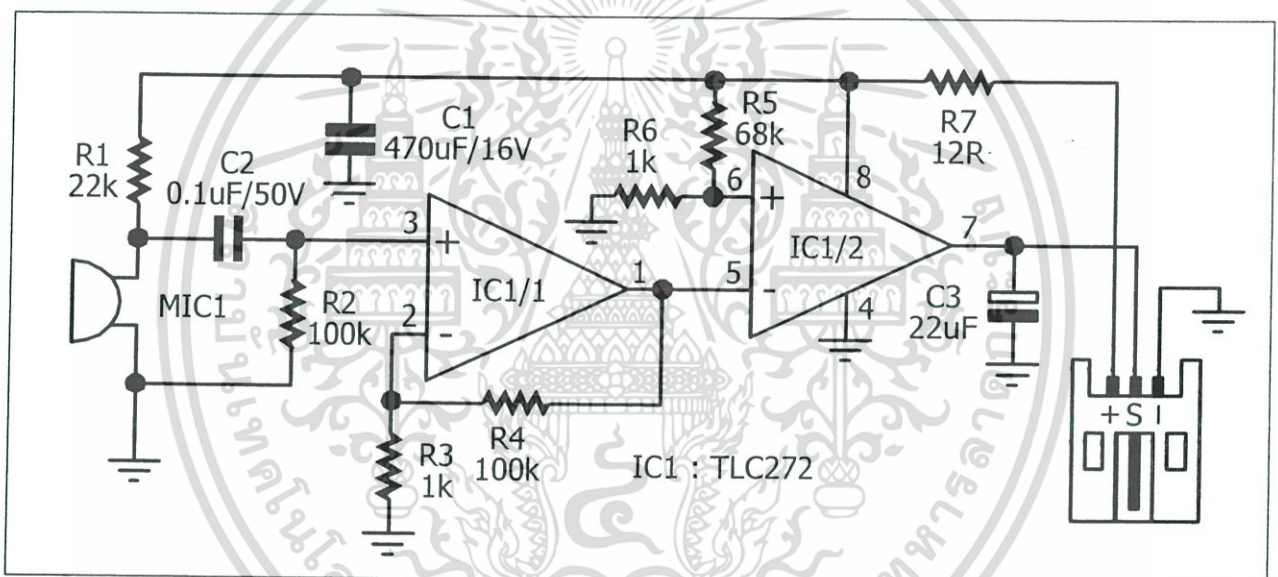 R1
22k
C2
0.1uF/50V
C1
470uF/16V
R6
1k
R5
68k
R7
12R
MIC1
R2
100k
3
+
2
-
IC1/1
1
6
+
5
-
IC1/2
8
4
7
C3
22uF
R3
1k
R4
100k
IC1 : TLC272
+ S -